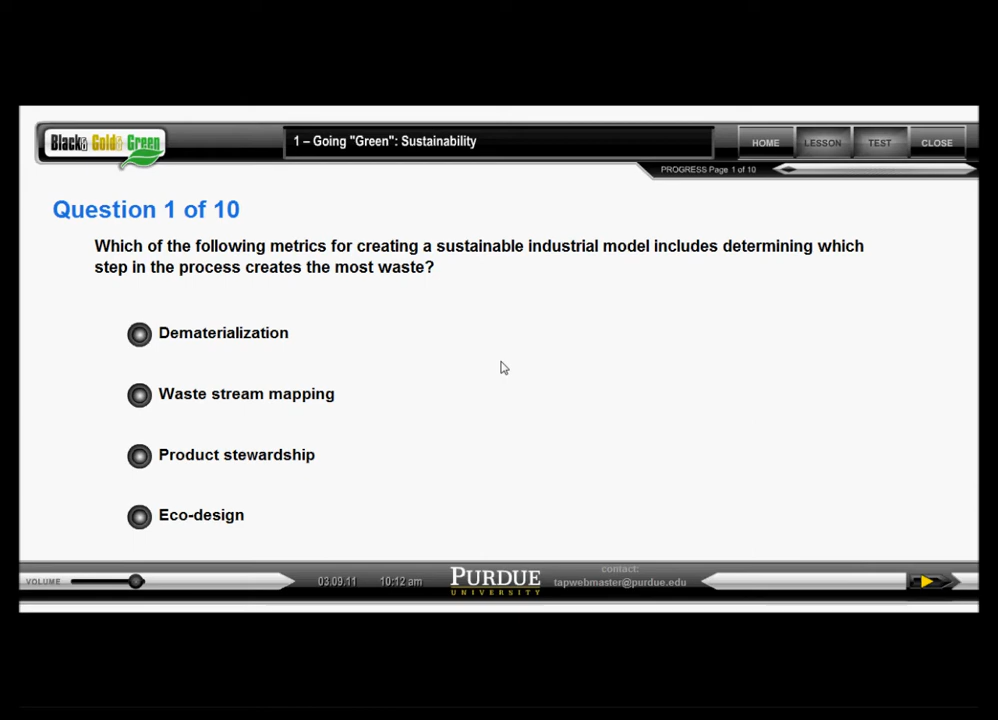 Black & Gold & Green
1 – Going "Green": Sustainability
HOME
LESSON
TEST
CLOSE
PROGRESS Page 1 of 10
Question 1 of 10
Which of the following metrics for creating a sustainable industrial model includes determining which
step in the process creates the most waste?
Dematerialization
Waste stream mapping
Product stewardship
Eco-design
VOLUME
03.09.11 10:12 am
PURDUE
UNIVERSITY
contact:
tapwebmaster@purdue.edu